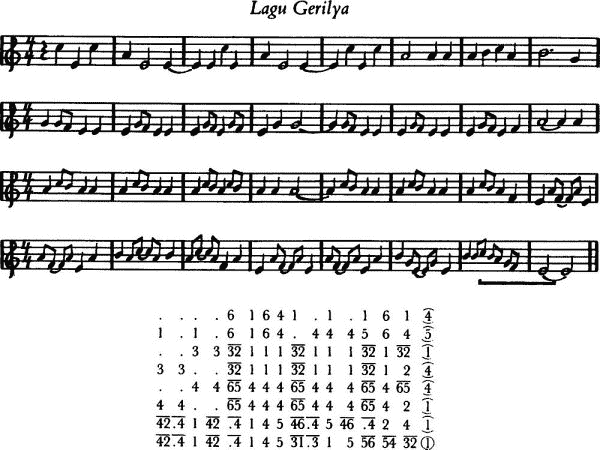 Lagu Gerilya
. . . . 6 1 6 4 1 . 1 . 1 6 1 (4)
1 . 1 . 6 1 6 4 . 4 4 4 5 6 4 (5)
. . 3 3 32 1 1 1 32 1 1 1 32 1 32 (1)
3 3 . . 32 1 1 1 32 1 1 1 32 1 2 (4)
. . 4 4 65 4 4 4 65 4 4 4 65 4 65 (4)
4 4 . . 65 4 4 4 65 4 4 4 65 4 2 (1)
42 .4 1 42 .4 1 4 5 46 .4 5 46 .4 2 4 (1)
42 .4 1 42 .4 1 4 5 31 .3 1 5 56 54 32 (1)